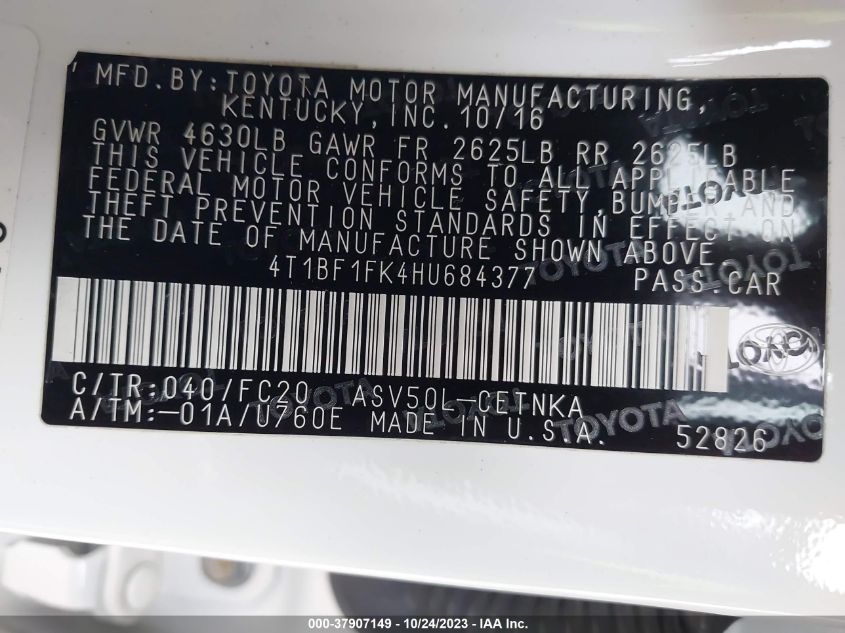 MFD.BY:TOYOTA MOTOR MANUFACTURING,
KENTUCKY,INC.10/16
GVWR 4630LB GAWR FR 2625LB RR 2625LB
THIS VEHICLE CONFORMS TO ALL APPLICABLE
FEDERAL MOTOR VEHICLE SAFETY,BUMPER,AND
THEFT PREVENTION STANDARDS IN EFFECT ON
THE DATE OF MANUFACTURE SHOWN ABOVE.
4T1BF1FK4HU684377 PASS.CAR
C/TR:040/FC20 ASV50L-CETNKA
A/TM:-01A/U760E MADE IN U.S.A. 52826
TOYOTA
000-37907149 • 10/24/2023 - IAA Inc.